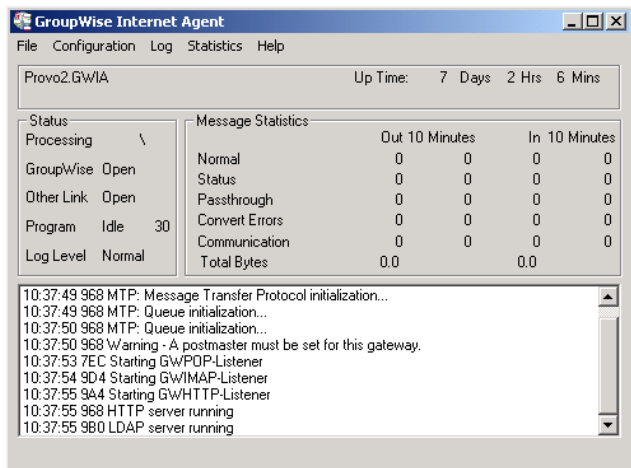 GroupWise Internet Agent
File Configuration Log Statistics Help
Provo2.GWIA Up Time: 7 Days 2 Hrs 6 Mins
Status
Processing \
GroupWise Open
Other Link Open
Program Idle 30
Log Level Normal
Message Statistics
Out 10 Minutes In 10 Minutes
Normal 0 0 0 0
Status 0 0 0 0
Passthrough 0 0 0 0
Convert Errors 0 0 0 0
Communication 0 0 0 0
Total Bytes 0.0 0.0
10:37:49 968 MTP: Message Transfer Protocol initialization...
10:37:49 968 MTP: Queue initialization...
10:37:50 968 MTP: Queue initialization...
10:37:50 968 Warning - A postmaster must be set for this gateway.
10:37:53 7EC Starting GWPOP-Listener
10:37:54 9D4 Starting GWIMAP-Listener
10:37:55 9A4 Starting GWHTTP-Listener
10:37:55 968 HTTP server running
10:37:55 9B0 LDAP server running